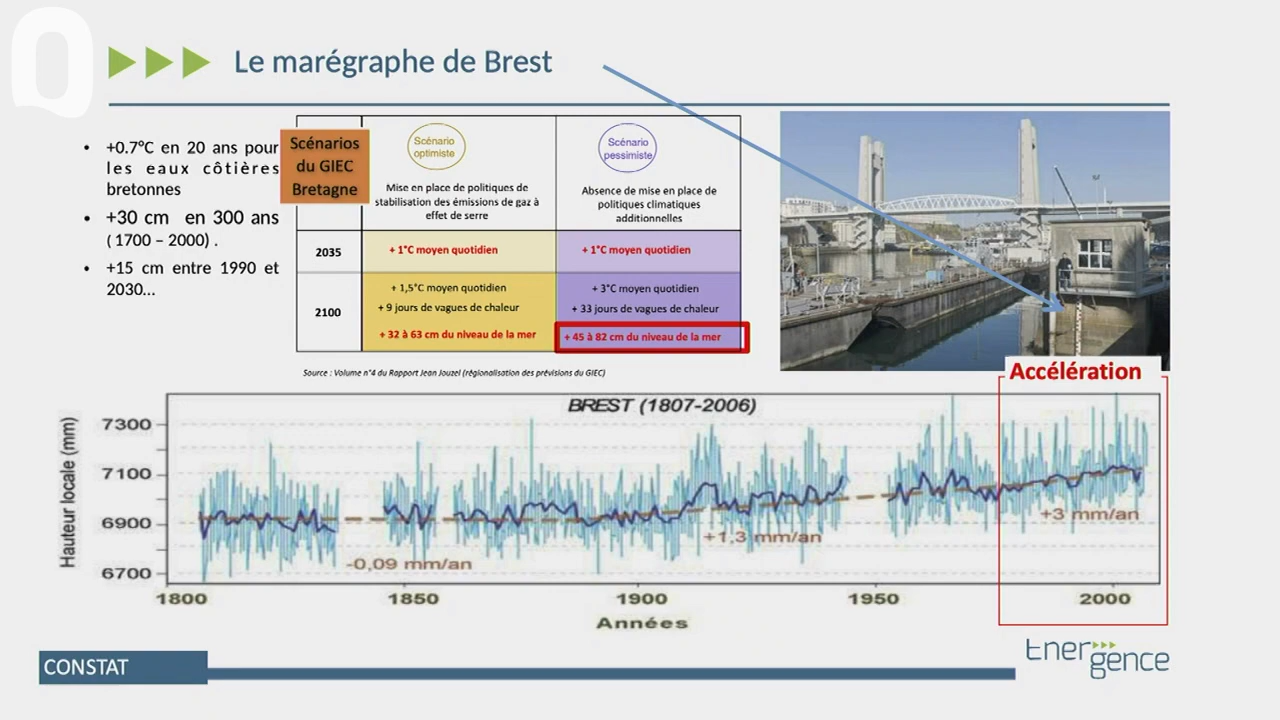 Le marégraphe de Brest
• +0.7°C en 20 ans pour
les eaux côtières
bretonnes
• +30 cm en 300 ans
( 1700 – 2000) .
• +15 cm entre 1990 et
2030…
Scénarios
du GIEC
Bretagne
Scénario
optimiste
Mise en place de politiques de
stabilisation des émissions de gaz à
effet de serre
Scénario
pessimiste
Absence de mise en place de
politiques climatiques
additionnelles
2035
+ 1°C moyen quotidien
+ 1°C moyen quotidien
2100
+ 1,5°C moyen quotidien
+ 9 jours de vagues de chaleur
+ 32 à 63 cm du niveau de la mer
+ 3°C moyen quotidien
+ 33 jours de vagues de chaleur
+ 45 à 82 cm du niveau de la mer
Source : Volume n°4 du Rapport Jean Jouzel (régionalisation des prévisions du GIEC)
Accélération
BREST (1807-2006)
Hauteur locale (mm)
7300
7100
6900
6700
-0,09 mm/an
+1,3 mm/an
+3 mm/an
1800
1850
1900
1950
2000
Années
CONSTAT
Energence